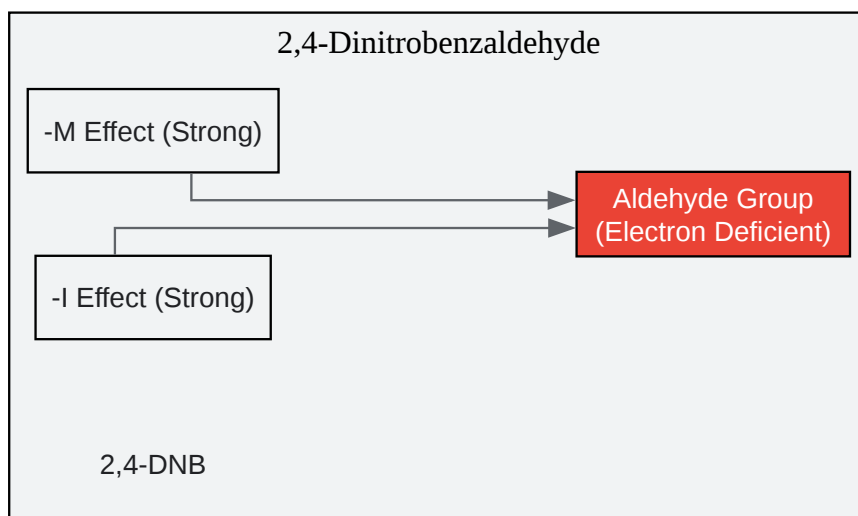 2,4-Dinitrobenzaldehyde
-M Effect (Strong)
Aldehyde Group
(Electron Deficient)
-I Effect (Strong)
2,4-DNB